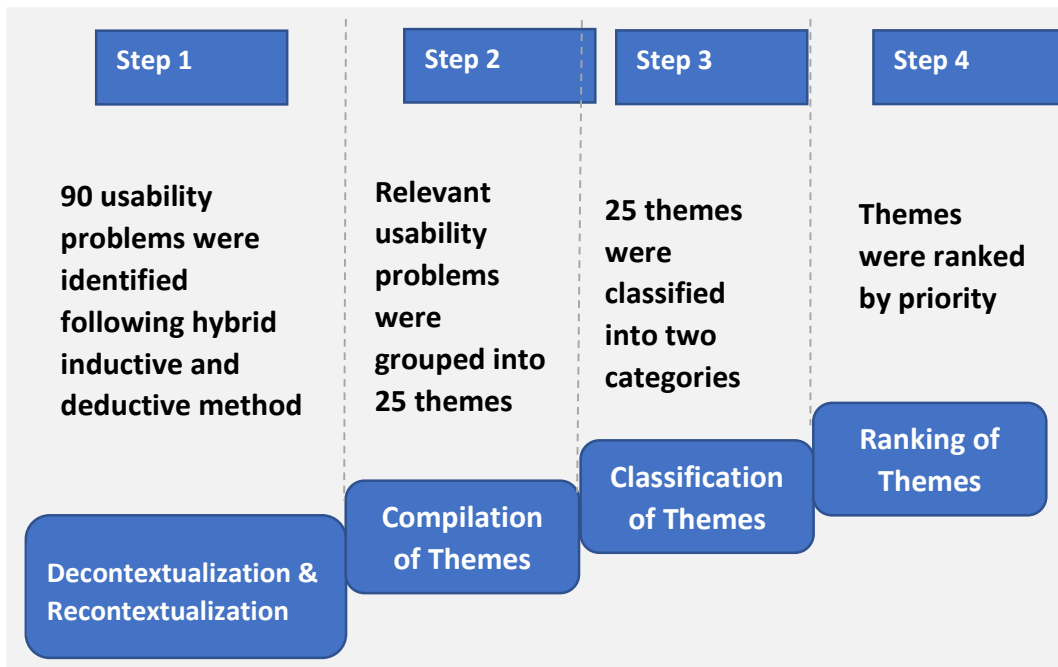 Step 1
90 usability
problems were
identified
following hybrid
inductive and
deductive method
Decontextualization &
Recontextualization
Step 2
Relevant
usability
problems
were
grouped into
25 themes
Compilation
of Themes
Step 3
25 themes
were
classified
into two
categories
Classification
of Themes
Step 4
Themes
were ranked
by priority
Ranking of
Themes